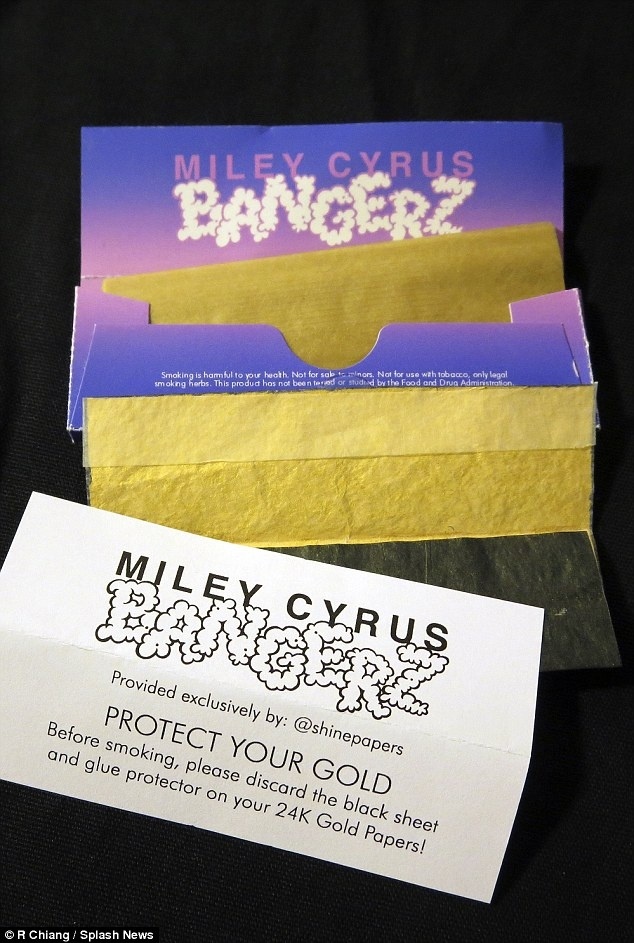 MILEY CYRUS
BANGERZ
Smoking is harmful to your health. Not for sale to minors. Not for use with tobacco, only legal
smoking herbs. This product has not been tested or studied by the Food and Drug Administration.
MILEY CYRUS
BANGERZ
Provided exclusively by: @shinepapers
PROTECT YOUR GOLD
Before smoking, please discard the black sheet
and glue protector on your 24K Gold Papers!
© R Chiang / Splash News